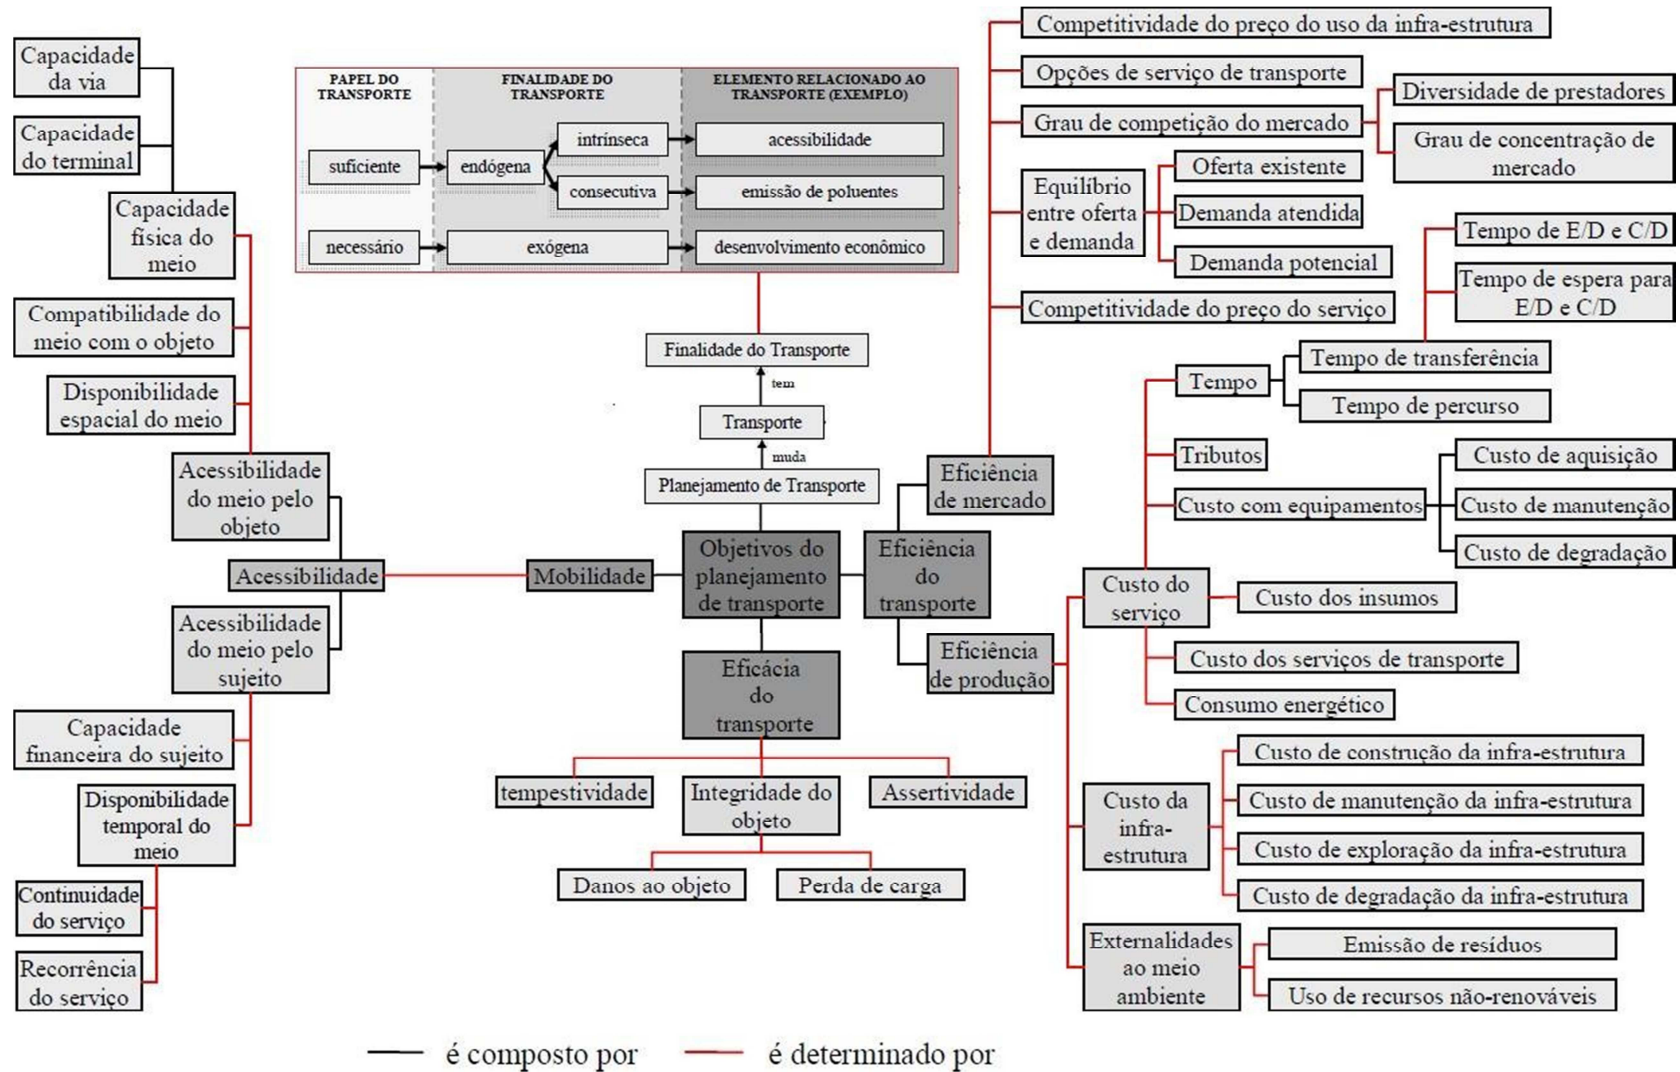 Capacidade
da via
Capacidade
do terminal
Capacidade
física do
meio
Compatibilidade do
meio com o objeto
Disponibilidade
espacial do meio
Acessibilidade
do meio pelo
objeto
Acessibilidade
Acessibilidade
do meio pelo
sujeito
Capacidade
financeira do sujeito
Disponibilidade
temporal do
meio
Continuidade
do serviço
Recorrência
do serviço
PAPEL DO
TRANSPORTE
FINALIDADE DO
TRANSPORTE
ELEMENTO RELACIONADO AO
TRANSPORTE (EXEMPLO)
suficiente
endógena
intrínseca
acessibilidade
consecutiva
emissão de poluentes
necessário
exógena
desenvolvimento econômico
Finalidade do Transporte
tem
Transporte
muda
Planejamento de Transporte
Mobilidade
Objetivos do
planejamento
de transporte
Eficácia
do
transporte
tempestividade
Integridade do
objeto
Assertividade
Danos ao objeto
Perda de carga
Eficiência
do
transporte
Eficiência
de mercado
Eficiência
de produção
Competitividade do preço do uso da infra-estrutura
Opções de serviço de transporte
Grau de competição do mercado
Diversidade de prestadores
Grau de concentração de
mercado
Equilíbrio
entre oferta
e demanda
Oferta existente
Demanda atendida
Demanda potencial
Competitividade do preço do serviço
Tempo de E/D e C/D
Tempo de espera para
E/D e C/D
Tempo
Tempo de transferência
Tempo de percurso
Tributos
Custo com equipamentos
Custo de aquisição
Custo de manutenção
Custo de degradação
Custo do
serviço
Custo dos insumos
Custo dos serviços de transporte
Consumo energético
Custo da
infra-
estrutura
Custo de construção da infra-estrutura
Custo de manutenção da infra-estrutura
Custo de exploração da infra-estrutura
Custo de degradação da infra-estrutura
Externalidades
ao meio
ambiente
Emissão de resíduos
Uso de recursos não-renováveis
é composto por
é determinado por